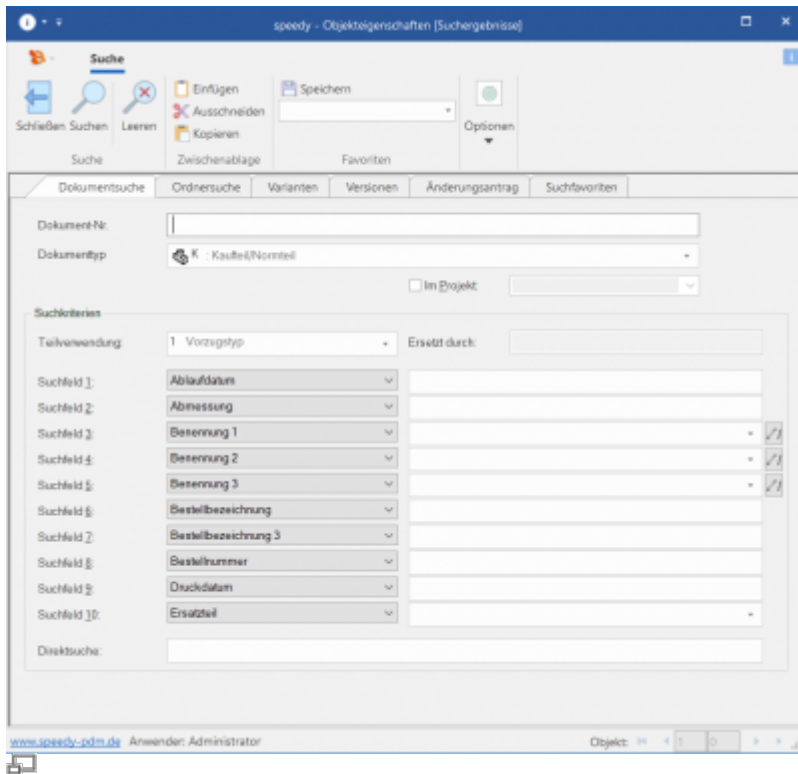 speedy - Objekteigenschaften [Suchergebnisse]
Suche
Schließen Suchen Leeren
Einfügen
Ausschneiden
Kopieren
Speichern
Optionen
Suche Zwischenablage Favoriten
Dokumentsuche Ordnersuche Varianten Versionen Änderungsantrag Suchfavoriten
Dokument-Nr.
Dokumenttyp K : Kaufteil/Normteil
Im Projekt:
Suchkriterien
Teilverwendung: 1 Vorzugstyp Ersetzt durch:
Suchfeld 1: Ablaufdatum
Suchfeld 2: Abmessung
Suchfeld 3: Benennung 1
Suchfeld 4: Benennung 2
Suchfeld 5: Benennung 3
Suchfeld 6: Bestellbezeichnung
Suchfeld 7: Bestellbezeichnung 3
Suchfeld 8: Bestellnummer
Suchfeld 9: Druckdatum
Suchfeld 10: Ersatzteil
Direktsuche:
www.speedy-pdm.de Anwender: Administrator Objekt: 1 0